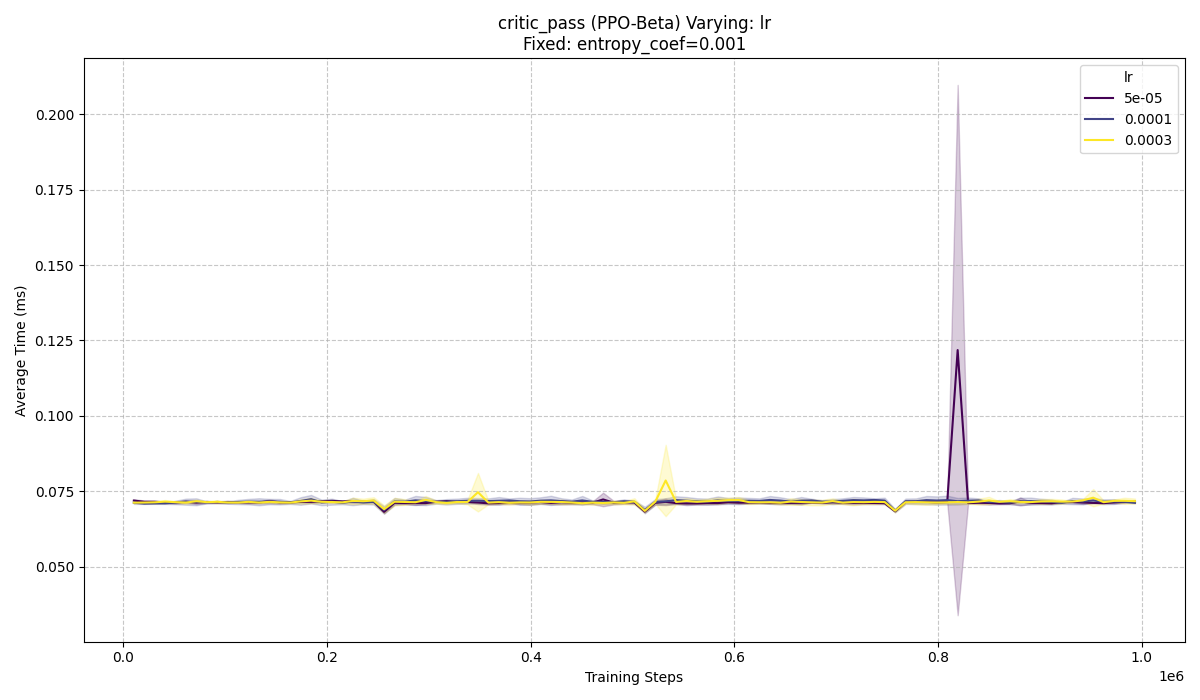 critic_pass (PPO-Beta) Varying: lr
Fixed: entropy_coef=0.001
lr
5e-05
0.0001
0.0003
Average Time (ms)
0.200
0.175
0.150
0.125
0.100
0.075
0.050
0.0
0.2
0.4
0.6
0.8
1.0
1e6
Training Steps